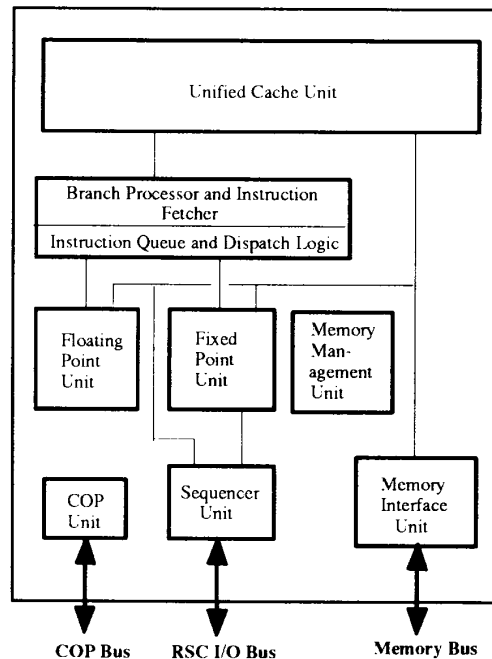 Unified Cache Unit
Branch Processor and Instruction
Fetcher
Instruction Queue and Dispatch Logic
Floating
Point
Unit
Fixed
Point
Unit
Memory
Man-
agement
Unit
COP
Unit
Sequencer
Unit
Memory
Interface
Unit
COP Bus
RSC I/O Bus
Memory Bus